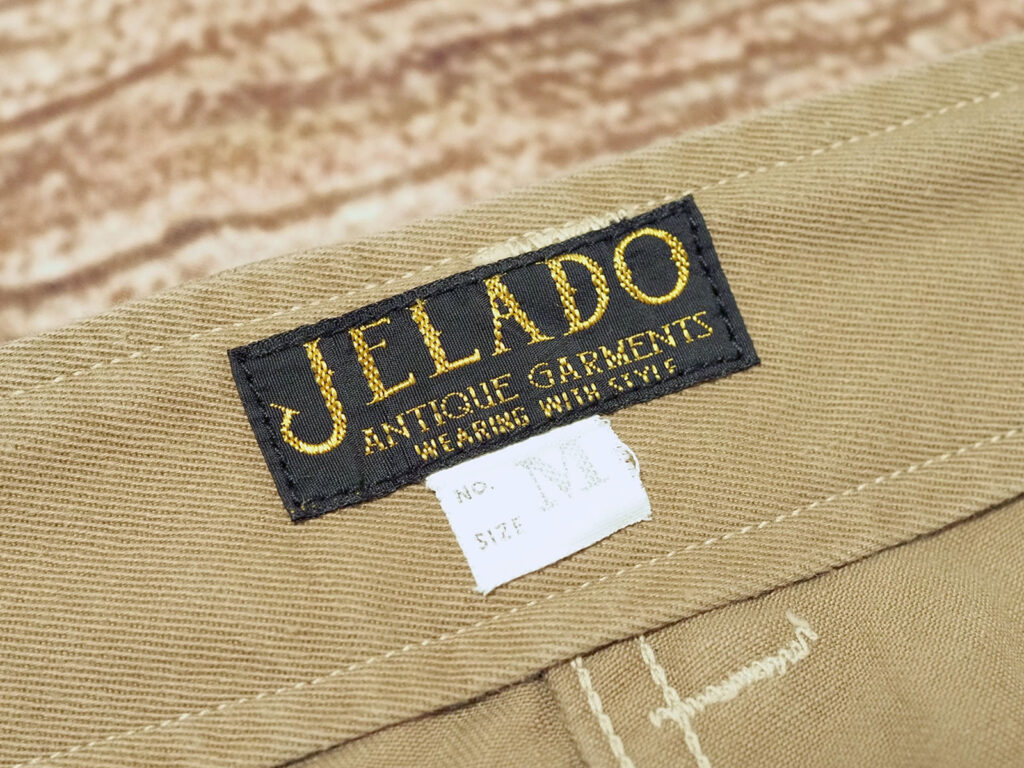 JELADO
ANTIQUE GARMENTS
WEARING WITH STYLE
NO.
M
SIZE